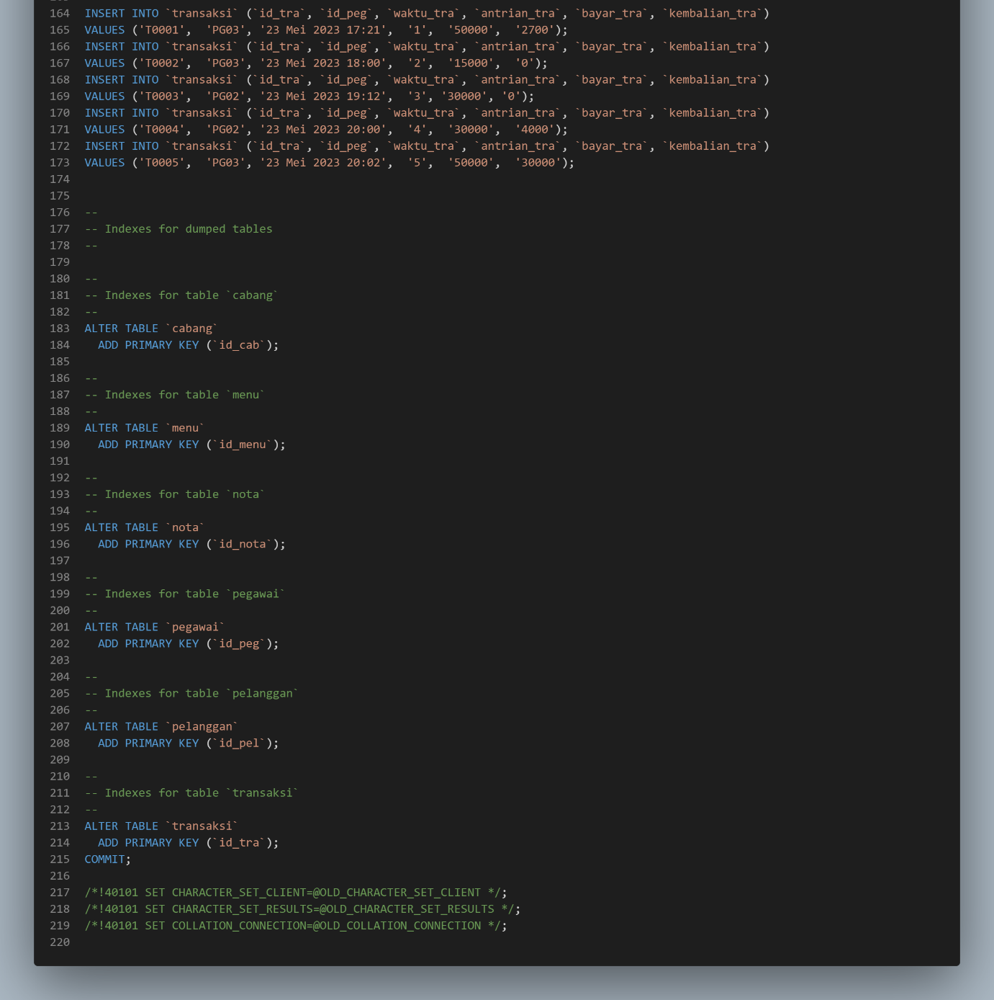 164 INSERT INTO `transaksi` (`id_tra`, `id_peg`, `waktu_tra`, `antrian_tra`, `bayar_tra`, `kembalian_tra`)
165 VALUES ('T0001',  'PG03', '23 Mei 2023 17:21',  '1',  '50000',  '2700');
166 INSERT INTO `transaksi` (`id_tra`, `id_peg`, `waktu_tra`, `antrian_tra`, `bayar_tra`, `kembalian_tra`)
167 VALUES ('T0002',  'PG03', '23 Mei 2023 18:00',  '2',  '15000',  '0');
168 INSERT INTO `transaksi` (`id_tra`, `id_peg`, `waktu_tra`, `antrian_tra`, `bayar_tra`, `kembalian_tra`)
169 VALUES ('T0003',  'PG02', '23 Mei 2023 19:12',  '3', '30000', '0');
170 INSERT INTO `transaksi` (`id_tra`, `id_peg`, `waktu_tra`, `antrian_tra`, `bayar_tra`, `kembalian_tra`)
171 VALUES ('T0004',  'PG02', '23 Mei 2023 20:00',  '4',  '30000',  '4000');
172 INSERT INTO `transaksi` (`id_tra`, `id_peg`, `waktu_tra`, `antrian_tra`, `bayar_tra`, `kembalian_tra`)
173 VALUES ('T0005',  'PG03', '23 Mei 2023 20:02',  '5',  '50000',  '30000');
174
175
176 --
177 -- Indexes for dumped tables
178 --
179
180 --
181 -- Indexes for table `cabang`
182 --
183 ALTER TABLE `cabang`
184   ADD PRIMARY KEY (`id_cab`);
185
186 --
187 -- Indexes for table `menu`
188 --
189 ALTER TABLE `menu`
190   ADD PRIMARY KEY (`id_menu`);
191
192 --
193 -- Indexes for table `nota`
194 --
195 ALTER TABLE `nota`
196   ADD PRIMARY KEY (`id_nota`);
197
198 --
199 -- Indexes for table `pegawai`
200 --
201 ALTER TABLE `pegawai`
202   ADD PRIMARY KEY (`id_peg`);
203
204 --
205 -- Indexes for table `pelanggan`
206 --
207 ALTER TABLE `pelanggan`
208   ADD PRIMARY KEY (`id_pel`);
209
210 --
211 -- Indexes for table `transaksi`
212 --
213 ALTER TABLE `transaksi`
214   ADD PRIMARY KEY (`id_tra`);
215 COMMIT;
216
217 /*!40101 SET CHARACTER_SET_CLIENT=@OLD_CHARACTER_SET_CLIENT */;
218 /*!40101 SET CHARACTER_SET_RESULTS=@OLD_CHARACTER_SET_RESULTS */;
219 /*!40101 SET COLLATION_CONNECTION=@OLD_COLLATION_CONNECTION */;
220